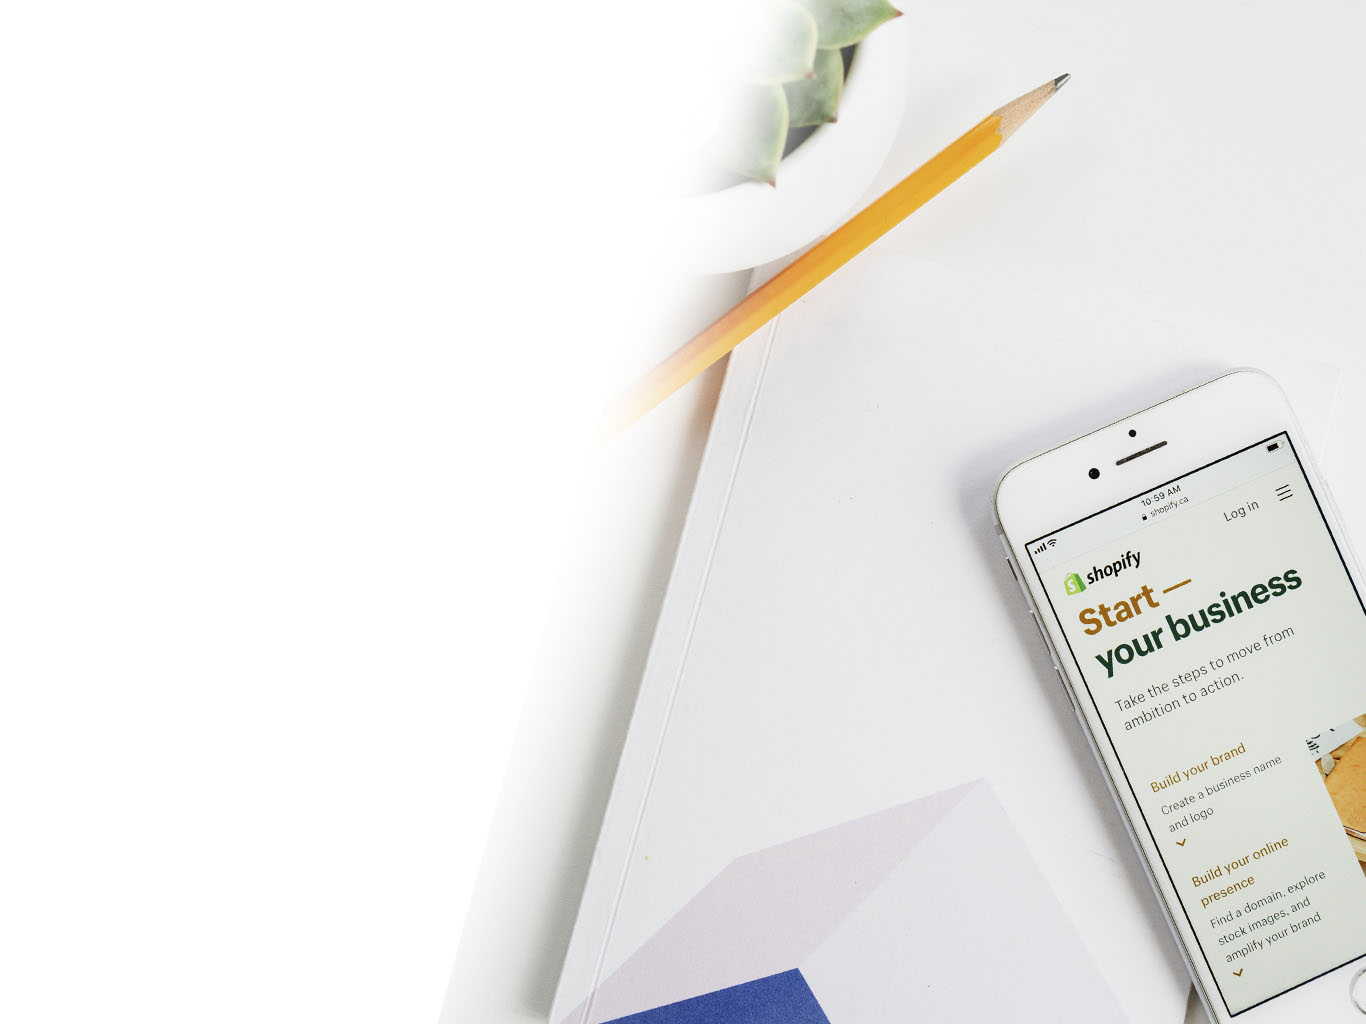 10:59 AM
shopify.ca
Log in
shopify
Start —
your business
Take the steps to move from
ambition to action.
Build your brand
Create a business name
and logo
Build your online
presence
Find a domain, explore
stock images, and
amplify your brand